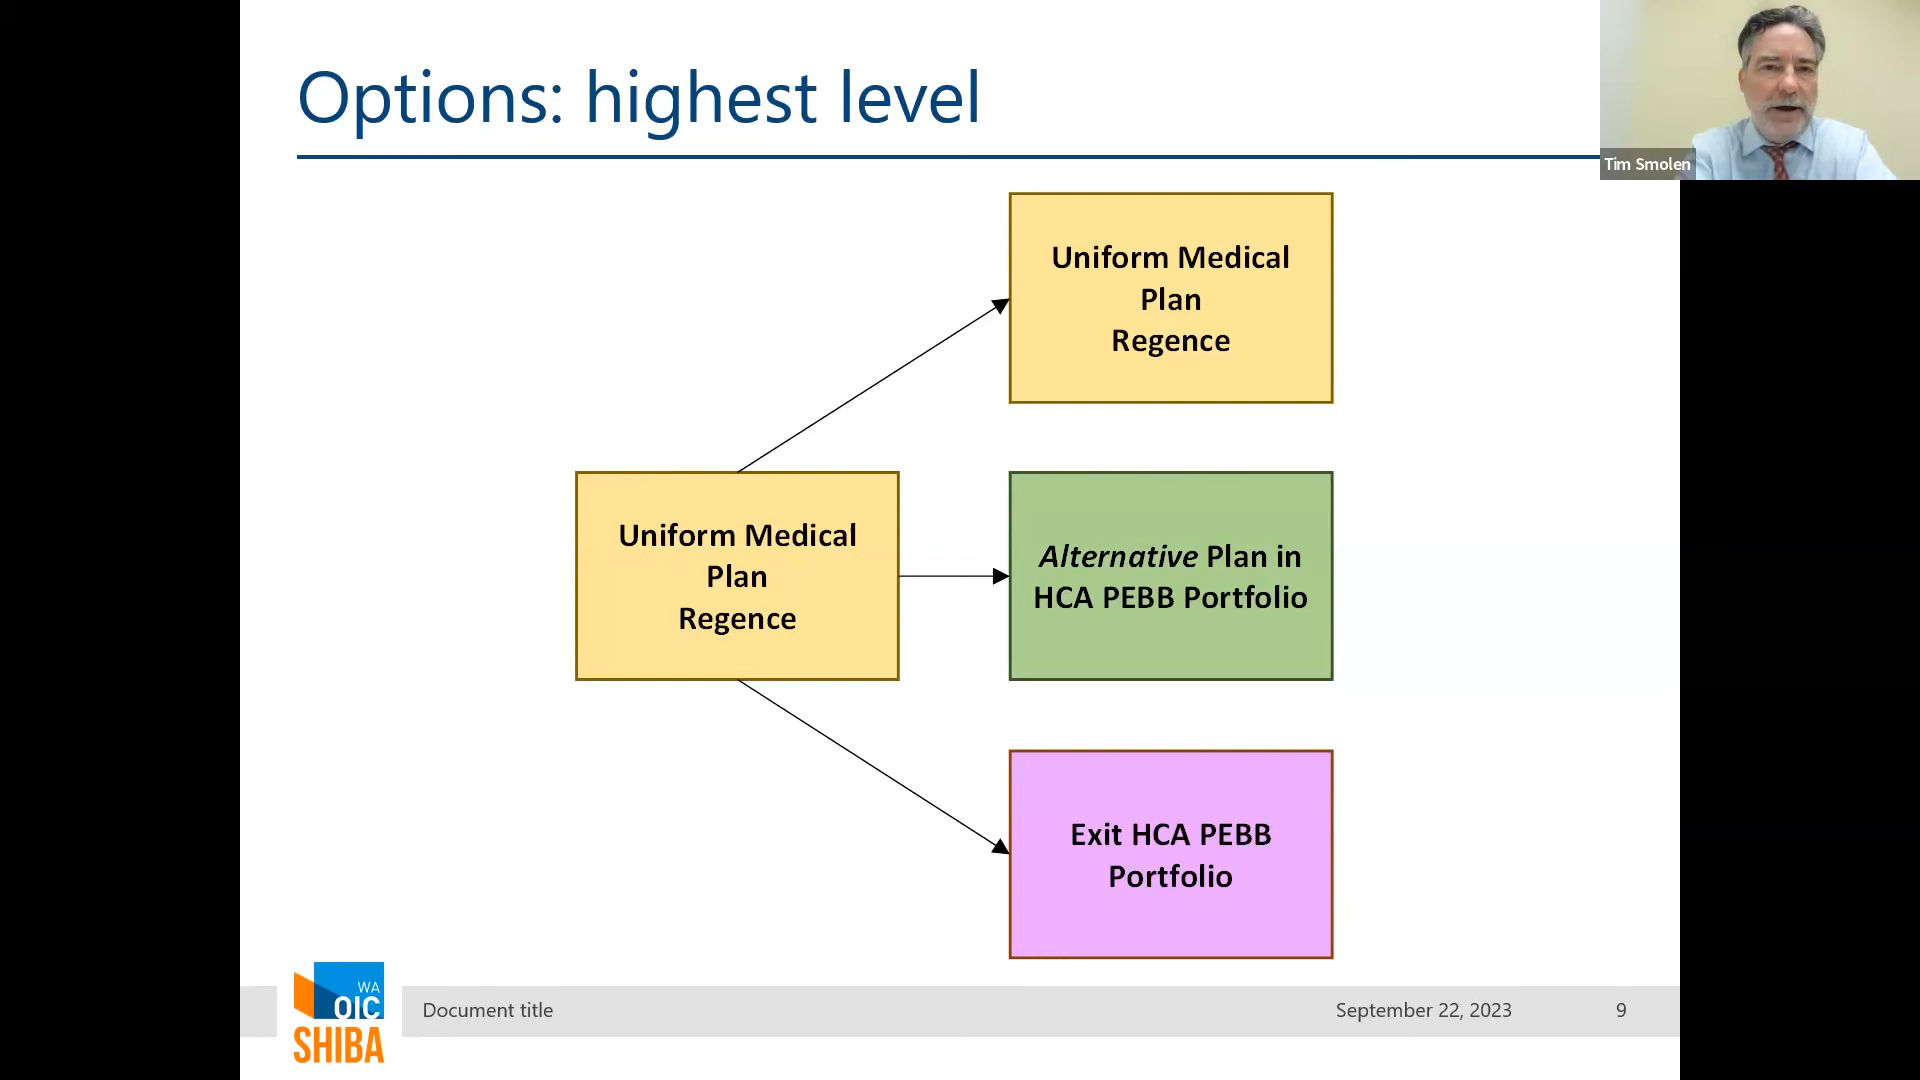 Options: highest level
Tim Smolen
Uniform Medical
Plan
Regence
Uniform Medical
Plan
Regence
Alternative Plan in
HCA PEBB Portfolio
Exit HCA PEBB
Portfolio
WA
OIC
SHIBA
Document title
September 22, 2023
9